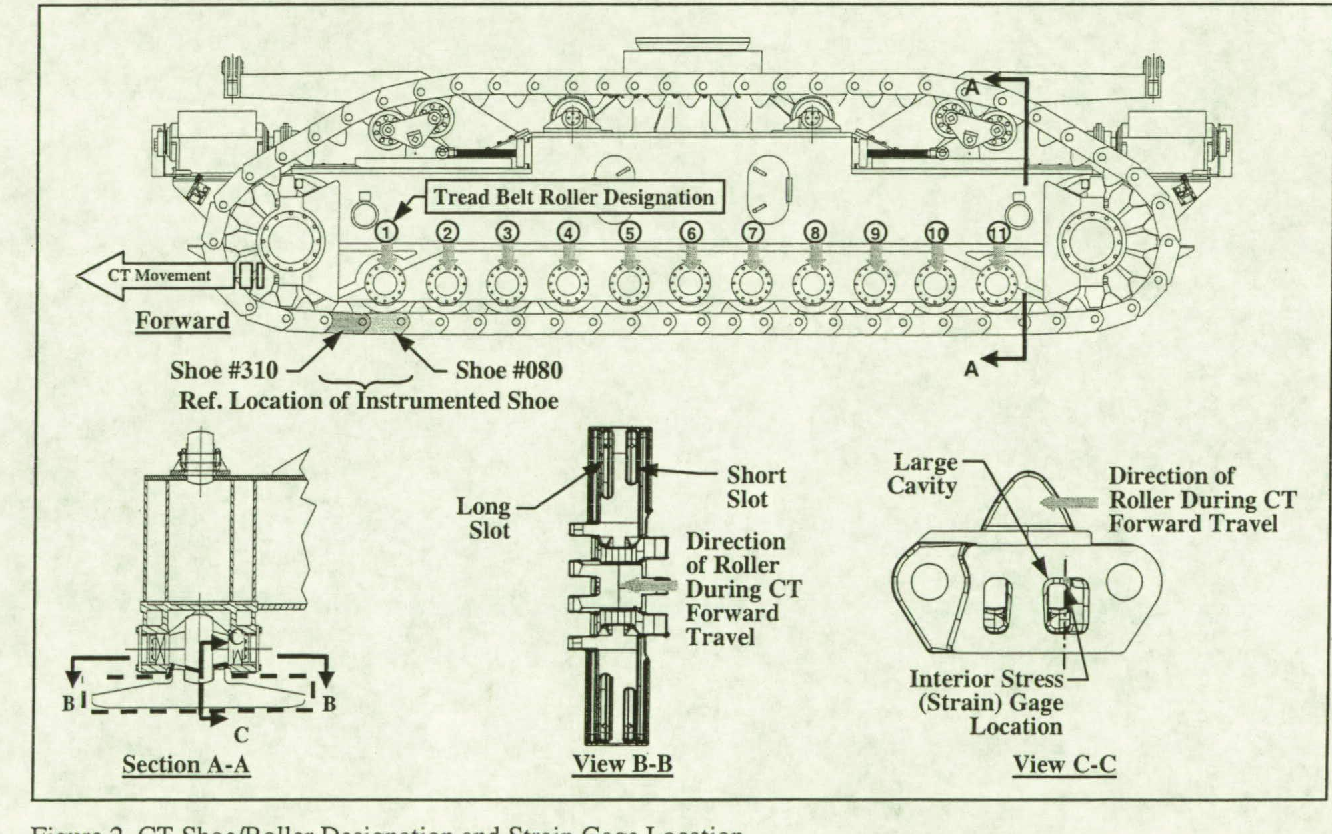 A
Tread Belt Roller Designation
1 2 3 4 5 6 7 8 9 10 11
CT Movement
Forward
A
Shoe #310
Shoe #080
Ref. Location of Instrumented Shoe
Long
Slot
Short
Slot
Direction
of Roller
During CT
Forward
Travel
Large
Cavity
Direction of
Roller During CT
Forward Travel
Interior Stress
(Strain) Gage
Location
C
B
B
C
Section A-A
View B-B
View C-C
Figure 2. CT Shoe/Roller Designation and Strain Gage Location